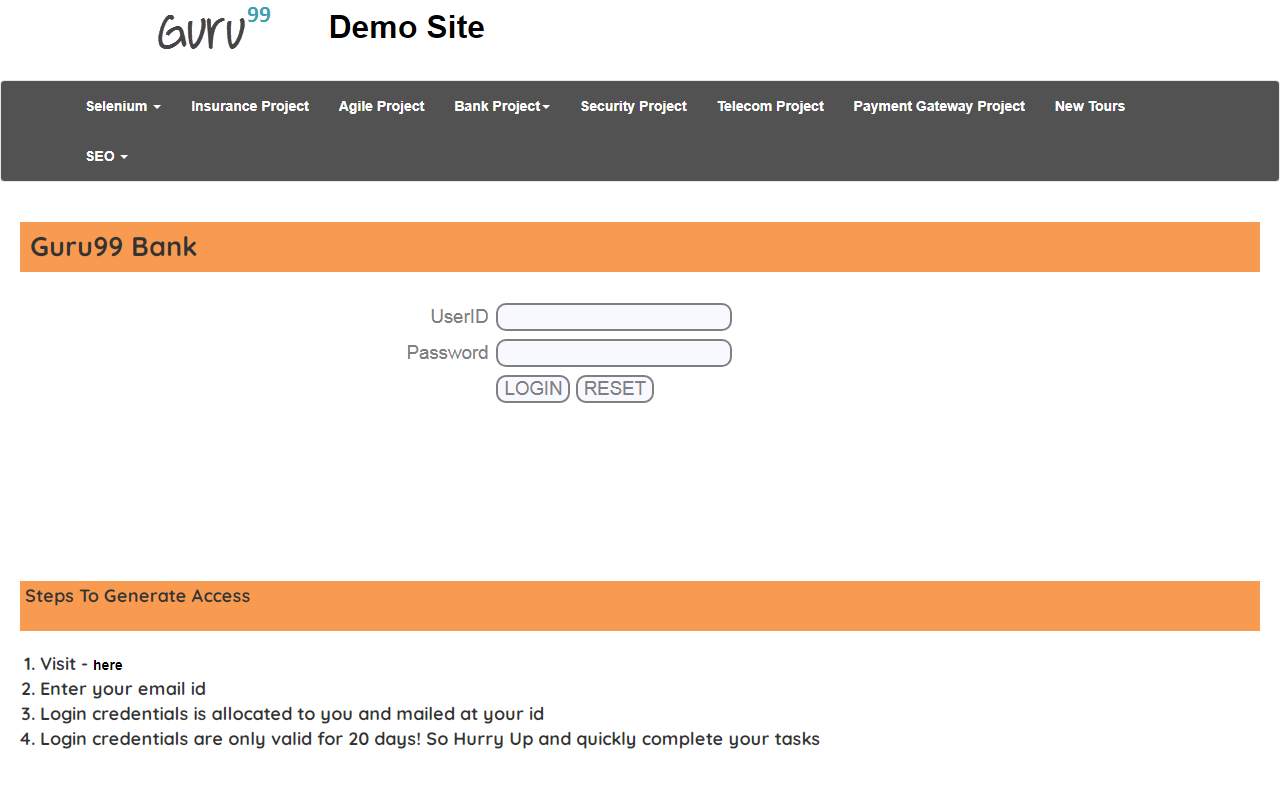 Guru99 Demo Site
Selenium Insurance Project Agile Project Bank Project Security Project Telecom Project Payment Gateway Project New Tours
SEO
Guru99 Bank
UserID
Password
LOGIN RESET
Steps To Generate Access
1. Visit - here
2. Enter your email id
3. Login credentials is allocated to you and mailed at your id
4. Login credentials are only valid for 20 days! So Hurry Up and quickly complete your tasks